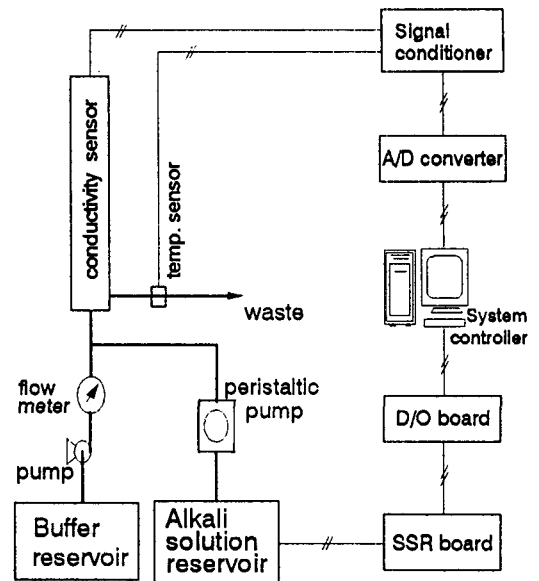 Signal
conditioner
A/D converter
conductivity sensor
temp. sensor
waste
System
controller
flow
meter
peristaltic
pump
D/O board
pump
Buffer
reservoir
Alkali
solution
reservoir
SSR board